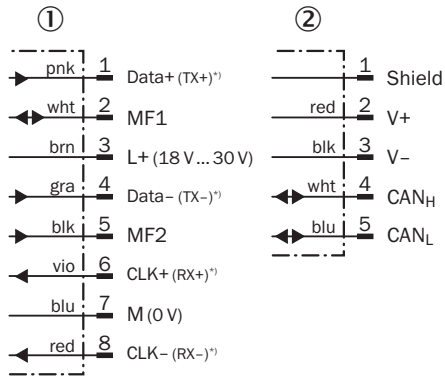 ① ②
pnk 1 Data+ (TX+)*)
wht 2 MF1
brn 3 L+ (18 V ... 30 V)
gra 4 Data– (TX–)*)
blk 5 MF2
vio 6 CLK+ (RX+)*)
blu 7 M (0 V)
red 8 CLK– (RX–)*)
1 Shield
red 2 V+
blk 3 V–
wht 4 CANH
blu 5 CANL